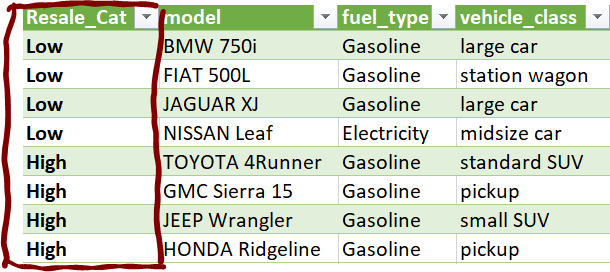 Resale_Cat model fuel_type vehicle_class
Low BMW 750i Gasoline large car
Low FIAT 500L Gasoline station wagon
Low JAGUAR XJ Gasoline large car
Low NISSAN Leaf Electricity midsize car
High TOYOTA 4Runner Gasoline standard SUV
High GMC Sierra 15 Gasoline pickup
High JEEP Wrangler Gasoline small SUV
High HONDA Ridgeline Gasoline pickup